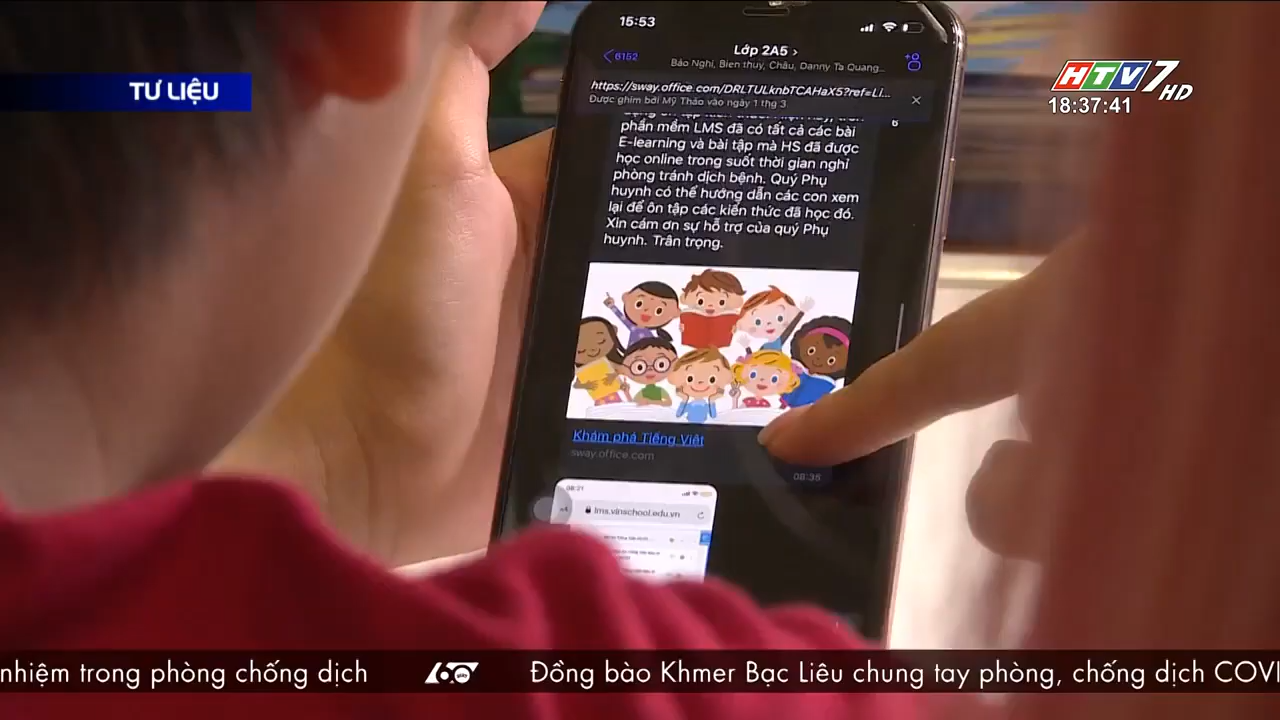 15:53
6152
Lớp 2A5 >
Bảo Nghi, Bien thuy, Châu, Danny Ta Quang...
https://sway.office.com/DRLTULknbTCAHaX5?ref=Li...
Được ghim bởi Mỹ Thảo vào ngày 1 thg 3
TƯ LIỆU
HTV7 HD
18:37:41
phần mềm LMS đã có tất cả các bài
E-learning và bài tập mà HS đã được
học online trong suốt thời gian nghỉ
phòng tránh dịch bệnh. Quý Phụ
huynh có thể hướng dẫn các con xem
lại để ôn tập các kiến thức đã học đó.
Xin cám ơn sự hỗ trợ của quý Phụ
huynh. Trân trọng.
Khám phá Tiếng Việt
sway.office.com
08:35
08:21
lms.vinschool.edu.vn
nhiệm trong phòng chống dịch
60 giây
Đồng bào Khmer Bạc Liêu chung tay phòng, chống dịch COVI